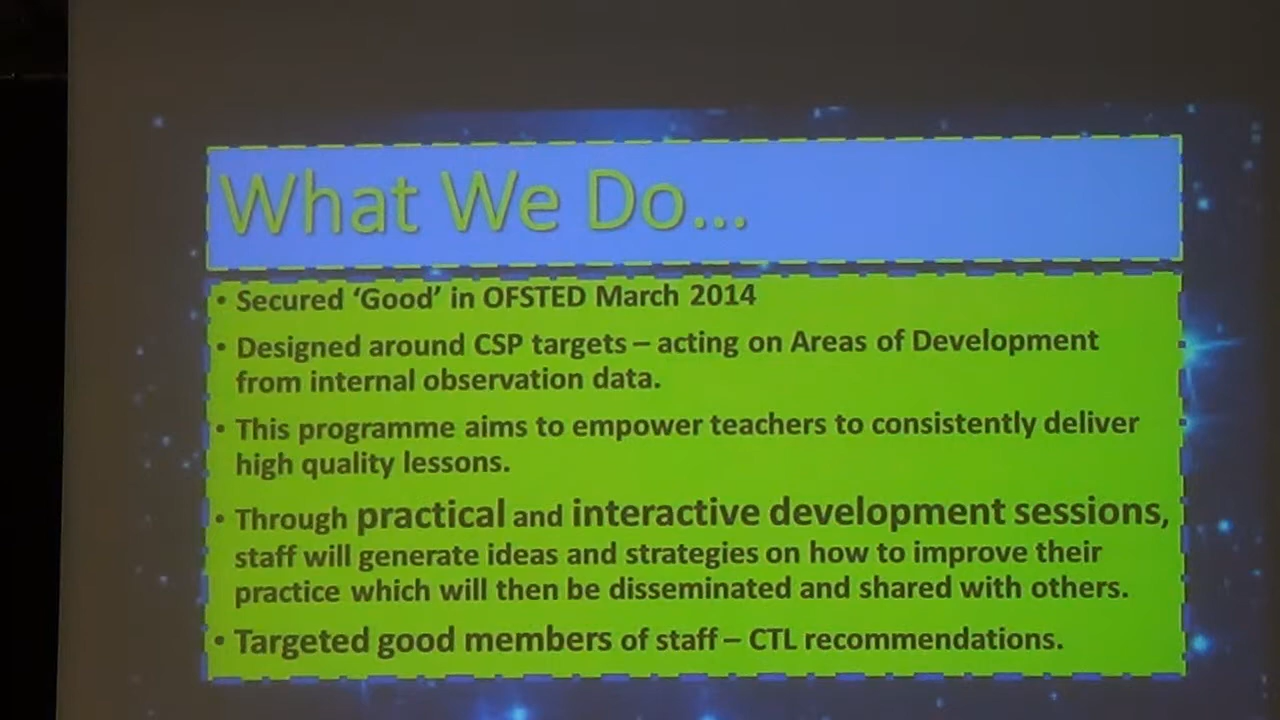 What We Do...
• Secured ‘Good’ in OFSTED March 2014
• Designed around CSP targets – acting on Areas of Development
from internal observation data.
• This programme aims to empower teachers to consistently deliver
high quality lessons.
• Through practical and interactive development sessions,
staff will generate ideas and strategies on how to improve their
practice which will then be disseminated and shared with others.
• Targeted good members of staff – CTL recommendations.